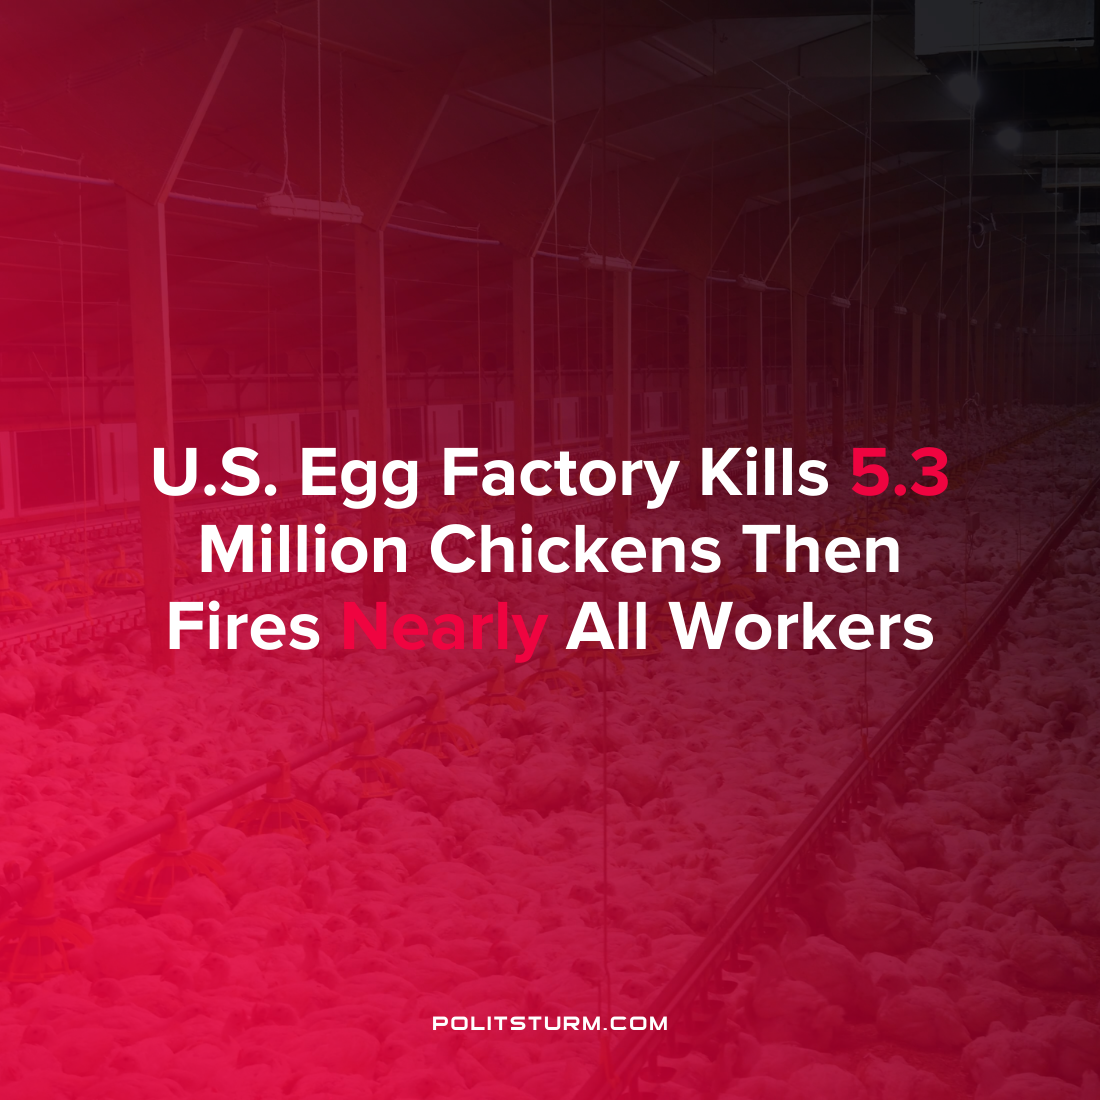 U.S. Egg Factory Kills 5.3
Million Chickens Then
Fires Nearly All Workers
POLITSTURM.COM